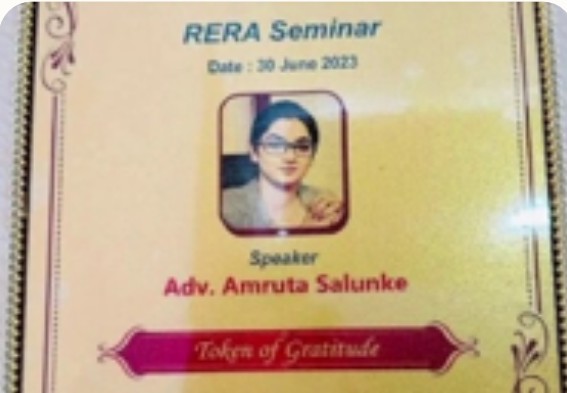 RERA Seminar
Date : 30 June 2023
Speaker
Adv. Amruta Salunke
Token of Gratitude